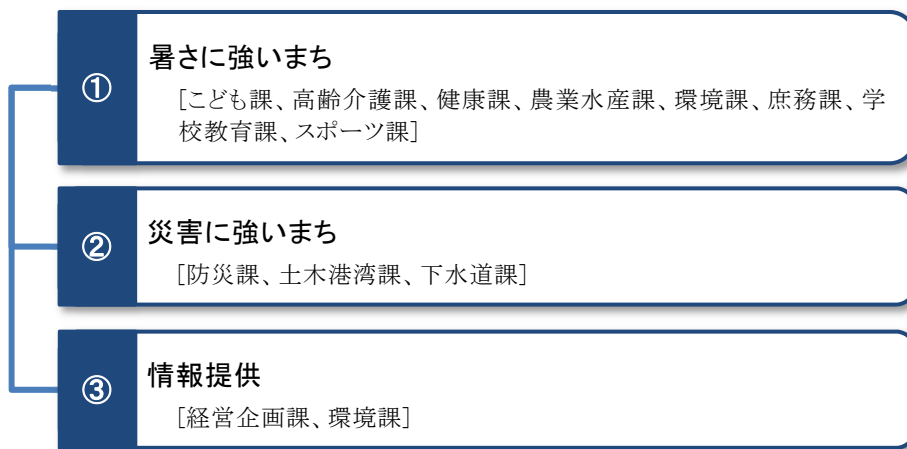 ①
暑さに強いまち
[こども課、高齢介護課、健康課、農業水産課、環境課、庶務課、学
校教育課、スポーツ課]
②
災害に強いまち
[防災課、土木港湾課、下水道課]
③
情報提供
[経営企画課、環境課]